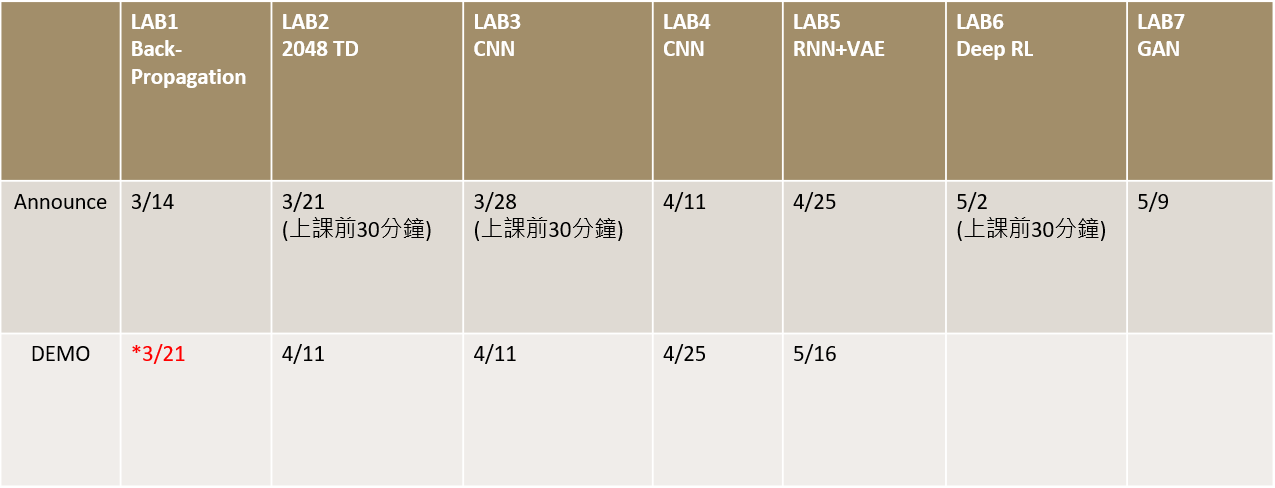 LAB1
Back-
Propagation
LAB2
2048 TD
LAB3
CNN
LAB4
CNN
LAB5
RNN+VAE
LAB6
Deep RL
LAB7
GAN
Announce
3/14
3/21
(上課前30分鐘)
3/28
(上課前30分鐘)
4/11
4/25
5/2
(上課前30分鐘)
5/9
DEMO
*3/21
4/11
4/11
4/25
5/16